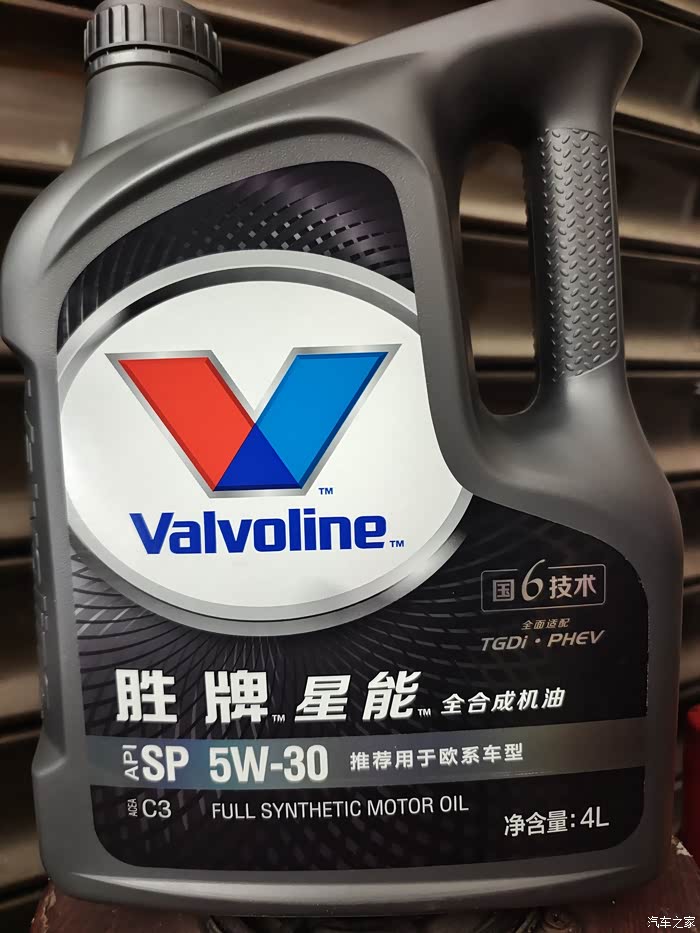 Valvoline™
国6技术
全面适配
TGDi·PHEV
胜牌™星能™全合成机油
API SP 5W-30 推荐用于欧系车型
ACEA C3 FULL SYNTHETIC MOTOR OIL
净含量:4L
汽车之家